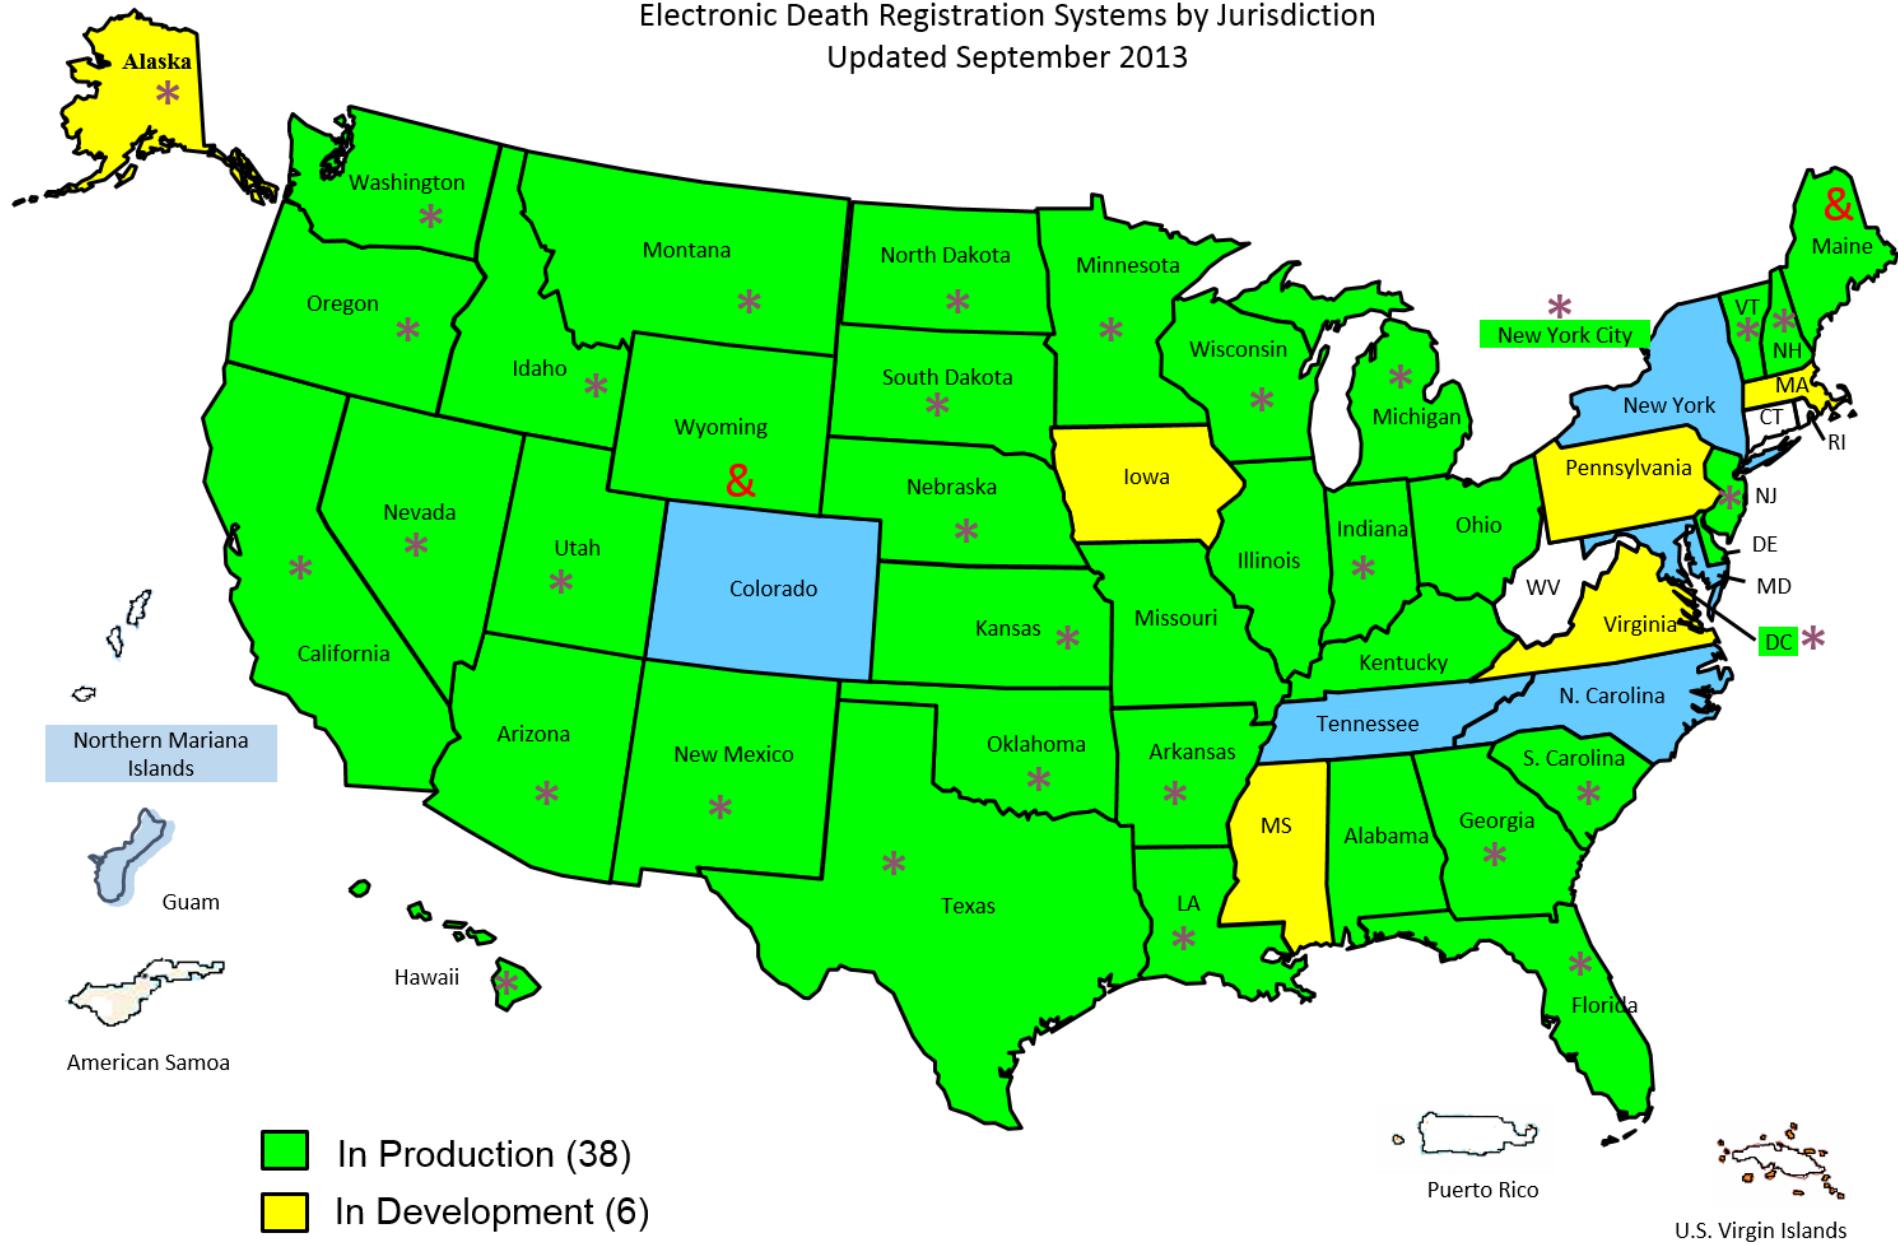 Electronic Death Registration Systems by Jurisdiction
Updated September 2013
Alaska
*
Washington
*
Montana
*
North Dakota
*
Minnesota
*
&
Maine
Oregon
*
*
New York City
VT
*
*
NH
Idaho
*
Wisconsin
*
*
Michigan
South Dakota
*
MA
New York
CT
RI
Wyoming
&
Iowa
Pennsylvania
Nebraska
*
*
NJ
Nevada
*
Utah
*
Indiana
*
Ohio
DE
Illinois
Colorado
WV
MD
*
California
Kansas
*
Missouri
Virginia
DC
*
Kentucky
N. Carolina
Tennessee
Northern Mariana
Islands
Arizona
*
New Mexico
*
Oklahoma
*
Arkansas
*
S. Carolina
*
MS
Alabama
Georgia
*
*
Texas
Guam
LA
*
*
Florida
Hawaii
*
American Samoa
In Production (38)
In Development (6)
Puerto Rico
U.S. Virgin Islands